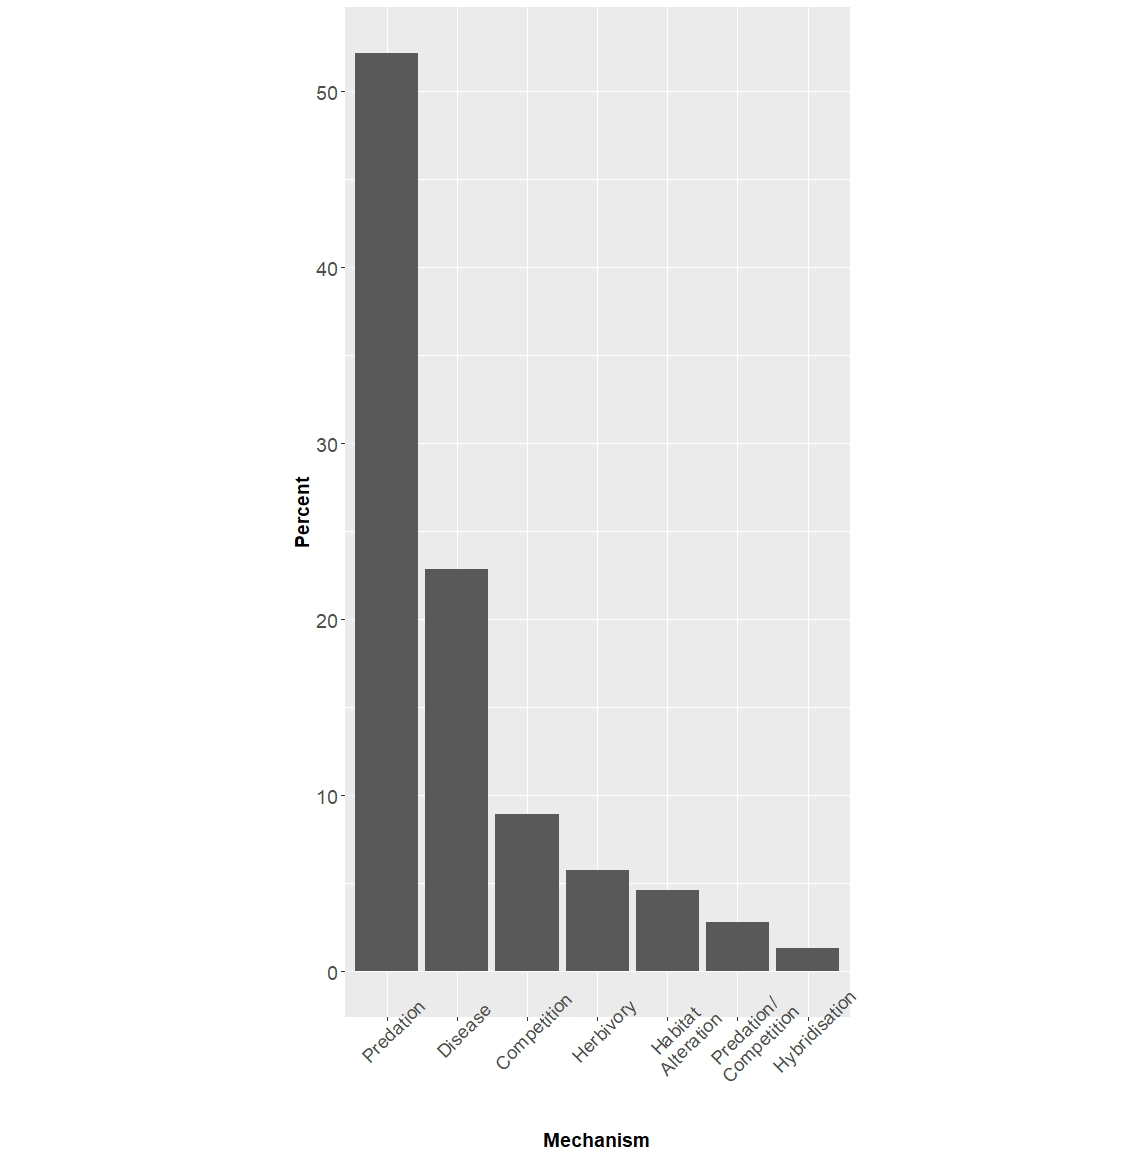 50
40
30
20
10
0
Percent
Predation
Disease
Competition
Herbivory
Habitat
Alteration
Predation/
Competition
Hybridisation
Mechanism